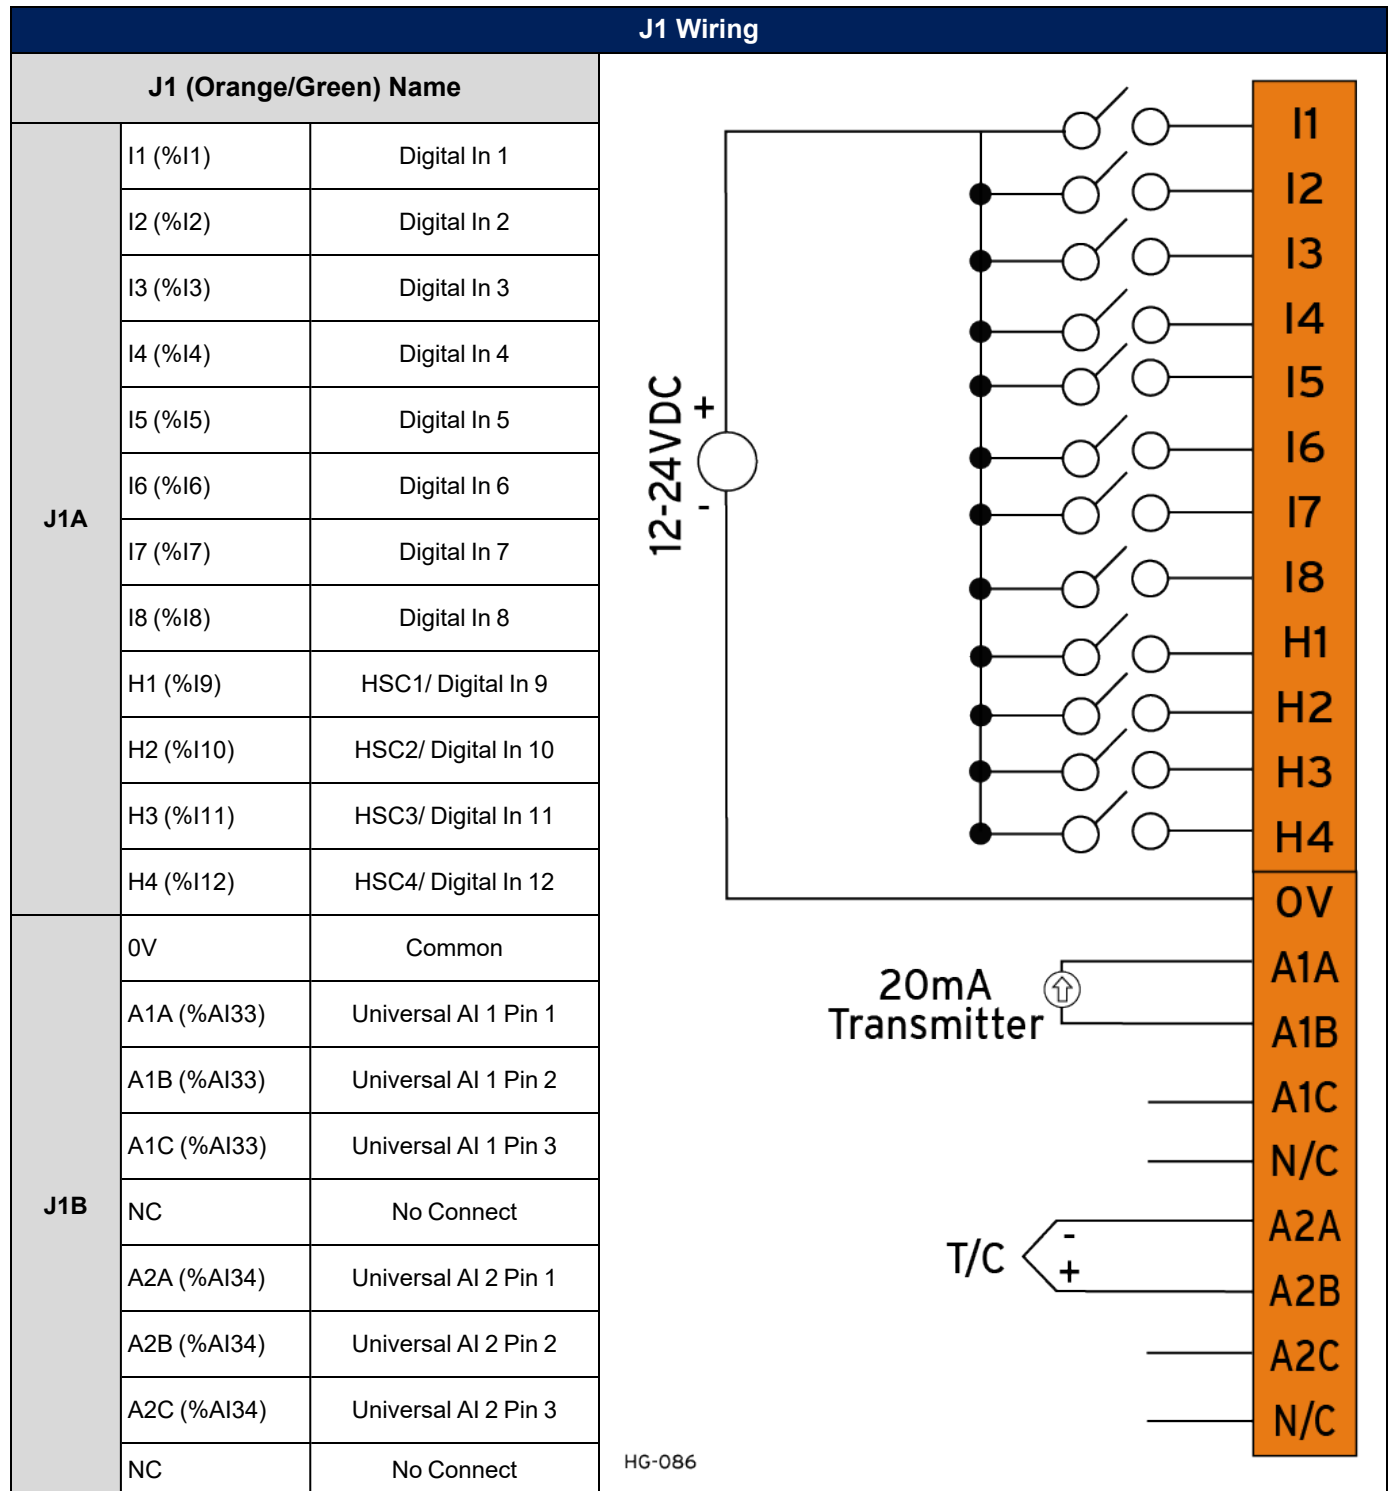 J1 Wiring
J1 (Orange/Green) Name
J1A
I1 (%I1) Digital In 1
I2 (%I2) Digital In 2
I3 (%I3) Digital In 3
I4 (%I4) Digital In 4
I5 (%I5) Digital In 5
I6 (%I6) Digital In 6
I7 (%I7) Digital In 7
I8 (%I8) Digital In 8
H1 (%I9) HSC1/ Digital In 9
H2 (%I10) HSC2/ Digital In 10
H3 (%I11) HSC3/ Digital In 11
H4 (%I12) HSC4/ Digital In 12
J1B
0V Common
A1A (%AI33) Universal AI 1 Pin 1
A1B (%AI33) Universal AI 1 Pin 2
A1C (%AI33) Universal AI 1 Pin 3
NC No Connect
A2A (%AI34) Universal AI 2 Pin 1
A2B (%AI34) Universal AI 2 Pin 2
A2C (%AI34) Universal AI 2 Pin 3
NC No Connect
12-24VDC
+
-
20mA
Transmitter
T/C
-
+
I1
I2
I3
I4
I5
I6
I7
I8
H1
H2
H3
H4
0V
A1A
A1B
A1C
N/C
A2A
A2B
A2C
N/C
HG-086